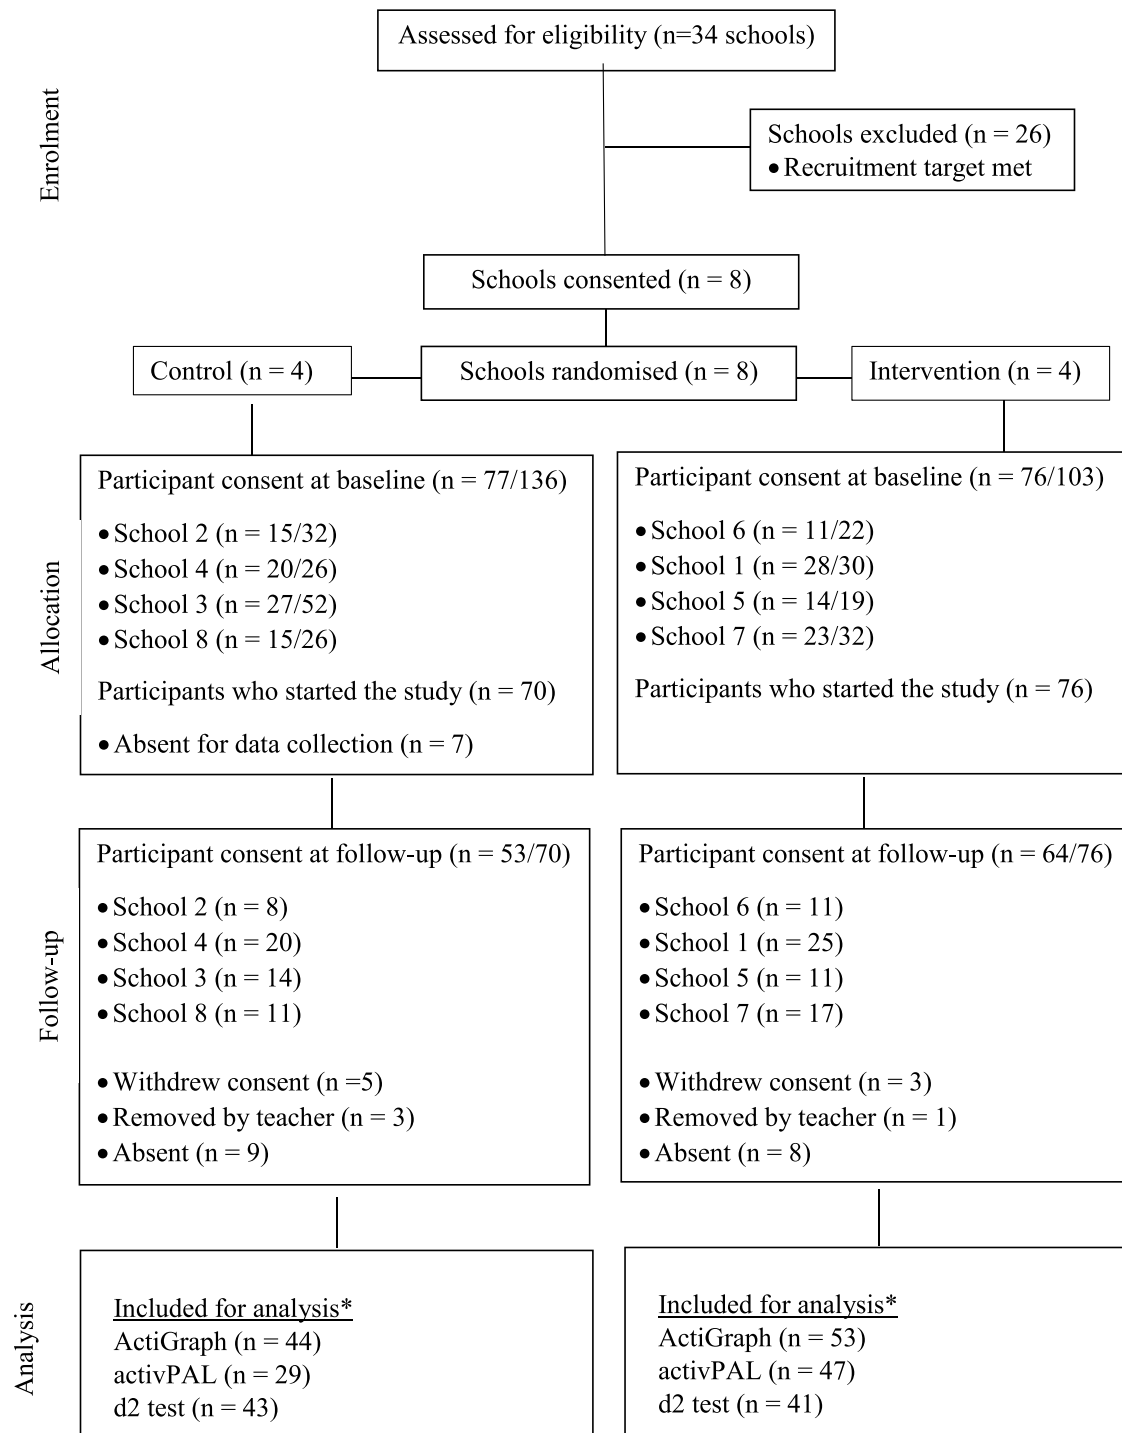 Assessed for eligibility (n=34 schools)
Enrolment
Schools excluded (n = 26)
• Recruitment target met
Schools consented (n = 8)
Control (n = 4)
Schools randomised (n = 8)
Intervention (n = 4)
Allocation
Participant consent at baseline (n = 77/136)
• School 2 (n = 15/32)
• School 4 (n = 20/26)
• School 3 (n = 27/52)
• School 8 (n = 15/26)
Participants who started the study (n = 70)
• Absent for data collection (n = 7)
Participant consent at baseline (n = 76/103)
• School 6 (n = 11/22)
• School 1 (n = 28/30)
• School 5 (n = 14/19)
• School 7 (n = 23/32)
Participants who started the study (n = 76)
Follow-up
Participant consent at follow-up (n = 53/70)
• School 2 (n = 8)
• School 4 (n = 20)
• School 3 (n = 14)
• School 8 (n = 11)
• Withdrew consent (n =5)
• Removed by teacher (n = 3)
• Absent (n = 9)
Participant consent at follow-up (n = 64/76)
• School 6 (n = 11)
• School 1 (n = 25)
• School 5 (n = 11)
• School 7 (n = 17)
• Withdrew consent (n = 3)
• Removed by teacher (n = 1)
• Absent (n = 8)
Analysis
Included for analysis*
ActiGraph (n = 44)
activPAL (n = 29)
d2 test (n = 43)
Included for analysis*
ActiGraph (n = 53)
activPAL (n = 47)
d2 test (n = 41)